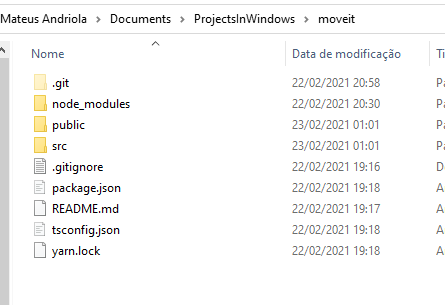 Mateus Andriola > Documents > ProjectsInWindows > moveit
Nome Data de modificação
.git 22/02/2021 20:58
node_modules 22/02/2021 20:30
public 23/02/2021 01:01
src 23/02/2021 01:01
.gitignore 22/02/2021 19:16
package.json 22/02/2021 19:18
README.md 22/02/2021 19:17
tsconfig.json 22/02/2021 19:18
yarn.lock 22/02/2021 19:18